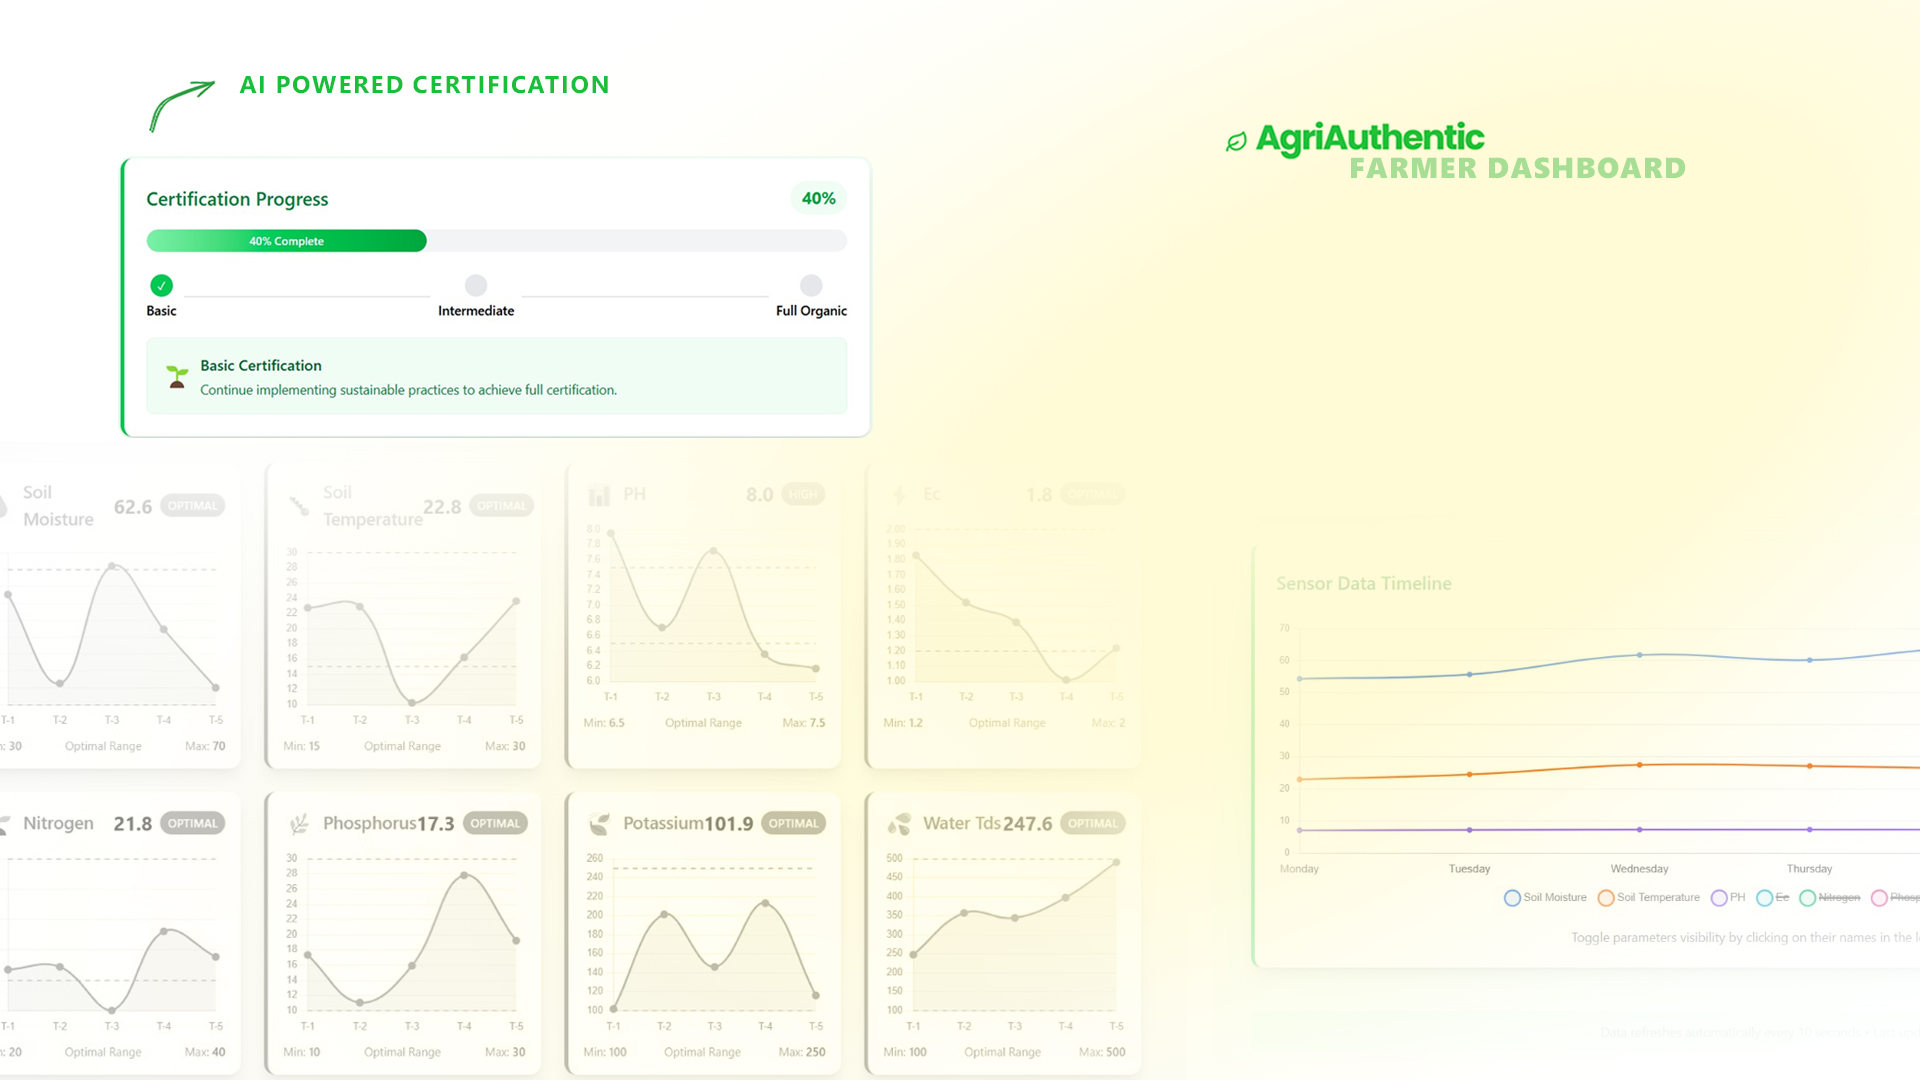 AI POWERED CERTIFICATION
AgriAuthentic
FARMER DASHBOARD
Certification Progress
40%
40% Complete
✓
Basic
Intermediate
Full Organic
Basic Certification
Continue implementing sustainable practices to achieve full certification.
Soil
Moisture
62.6
OPTIMAL
T-1 T-2 T-3 T-4 T-5
: 30 Optimal Range Max: 70
Soil
Temperature
22.8
OPTIMAL
30
28
26
24
22
20
18
16
14
12
10
T-1 T-2 T-3 T-4 T-5
Min: 15 Optimal Range Max: 30
PH
8.0
HIGH
8.0
7.8
7.6
7.4
7.2
7.0
6.8
6.6
6.4
6.2
6.0
T-1 T-2 T-3 T-4 T-5
Min: 6.5 Optimal Range Max: 7.5
Ec
1.8
OPTIMAL
2.00
1.90
1.80
1.70
1.60
1.50
1.40
1.30
1.20
1.10
1.00
T-1 T-2 T-3 T-4 T-5
Min: 1.2 Optimal Range Max: 2
Nitrogen
21.8
OPTIMAL
T-1 T-2 T-3 T-4 T-5
: 20 Optimal Range Max: 40
Phosphorus
17.3
OPTIMAL
30
28
26
24
22
20
18
16
14
12
10
T-1 T-2 T-3 T-4 T-5
Min: 10 Optimal Range Max: 30
Potassium
101.9
OPTIMAL
260
240
220
200
180
160
140
120
100
T-1 T-2 T-3 T-4 T-5
Min: 100 Optimal Range Max: 250
Water Tds
247.6
OPTIMAL
500
450
400
350
300
250
200
150
100
T-1 T-2 T-3 T-4 T-5
Min: 100 Optimal Range Max: 500
Sensor Data Timeline
70
60
50
40
30
20
10
0
Monday Tuesday Wednesday Thursday
Soil Moisture Soil Temperature PH Ec Nitrogen Phosp
Toggle parameters visibility by clicking on their names in the
Data refreshes automatically every 10 seconds